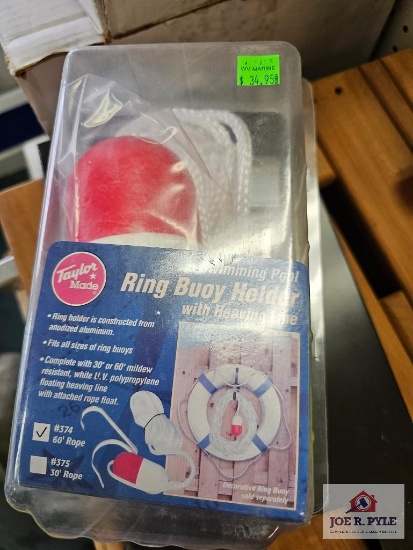 WV MARINE
$ 34.95
Taylor
Made
Swimming Pool
Ring Buoy Holder
with Heaving Line
• Ring holder is constructed from
anodized aluminum.
• Fits all sizes of ring buoys
• Complete with 30' or 60' mildew
resistant, white U.V. polypropylene
floating heaving line
with attached rope float.
#374
60' Rope
#375
30' Rope
Decorative Ring Buoy
sold separately
JOE R. PYLE